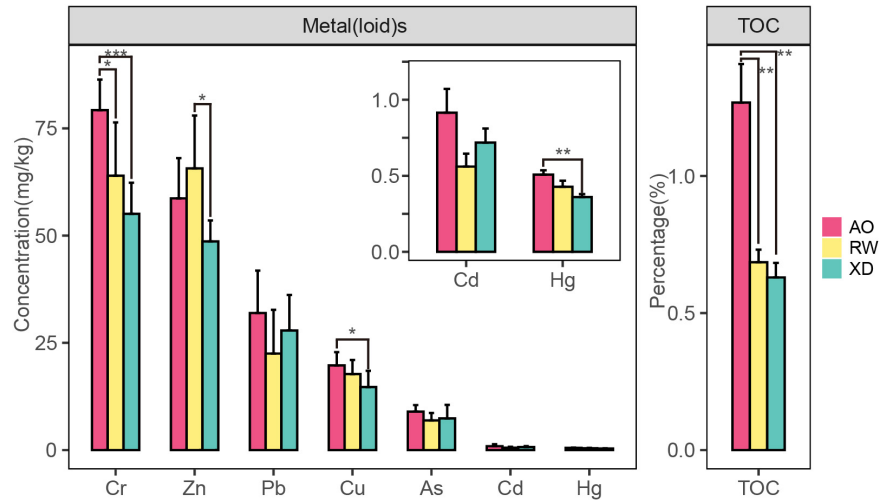 Metal(loid)s
TOC
Concentration(mg/kg)
75
50
25
0
***
*
*
*
1.0
0.5
0.0
**
Cd
Hg
Cr
Zn
Pb
Cu
As
Cd
Hg
Percentage(%)
1.0
0.5
0.0
**
**
TOC
AO
RW
XD